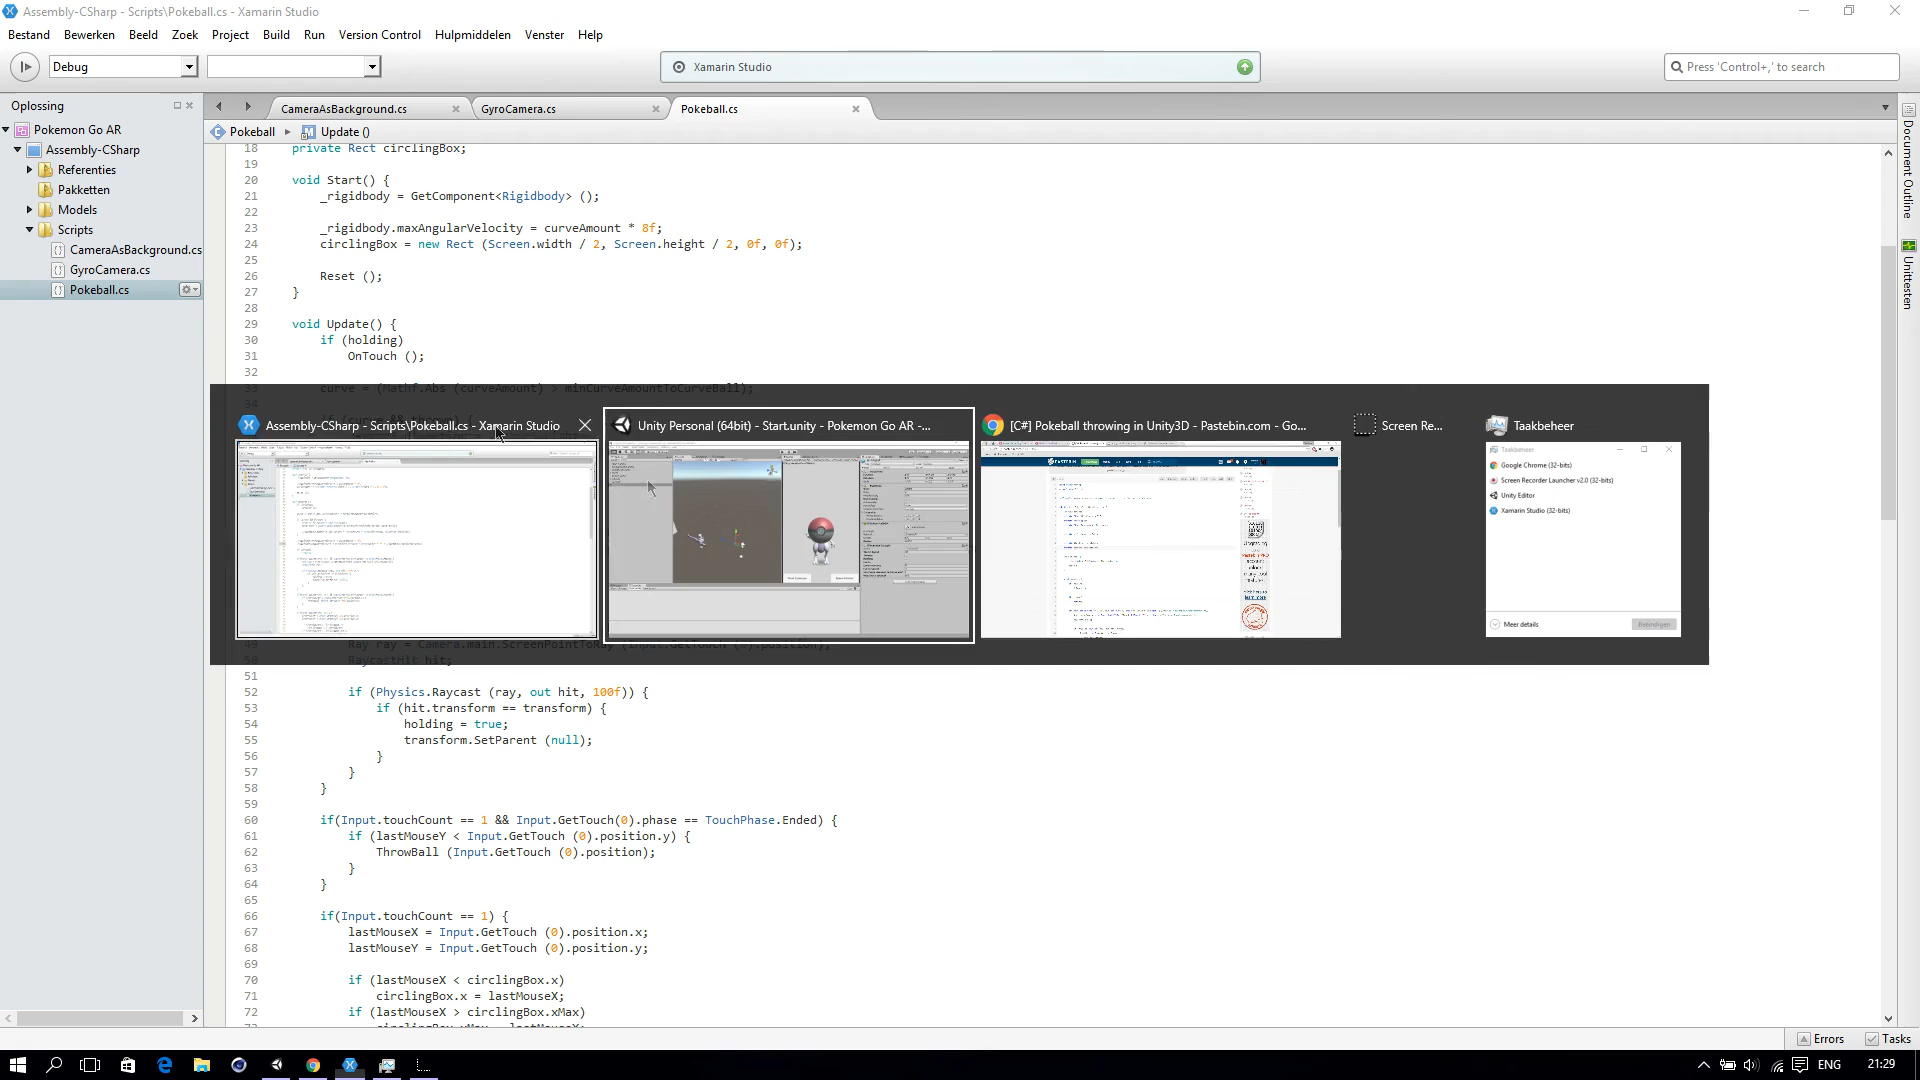 Assembly-CSharp - Scripts\Pokeball.cs - Xamarin Studio
Bestand Bewerken Beeld Zoek Project Build Run Version Control Hulpmiddelen Venster Help
Debug
Xamarin Studio
Press 'Control+,' to search
Oplossing
CameraAsBackground.cs
GyroCamera.cs
Pokeball.cs
Pokeball
Update ()
Pokemon Go AR
Assembly-CSharp
Referenties
Pakketten
Models
Scripts
CameraAsBackground.cs
GyroCamera.cs
Pokeball.cs
Document Outline
Unittesten
18 private Rect circlingBox;
19
20 void Start() {
21 _rigidbody = GetComponent<Rigidbody> ();
22
23 _rigidbody.maxAngularVelocity = curveAmount * 8f;
24 circlingBox = new Rect (Screen.width / 2, Screen.height / 2, 0f, 0f);
25
26 Reset ();
27 }
28
29 void Update() {
30 if (holding)
31 OnTouch ();
32
33 curve = (Mathf.Abs (curveAmount) > minCurveAmountToCurveBall);
34
Assembly-CSharp - Scripts\Pokeball.cs - Xamarin Studio
Unity Personal (64bit) - Start.unity - Pokemon Go AR -...
[C#] Pokeball throwing in Unity3D - Pastebin.com - Go...
Screen Re...
Taakbeheer
Taakbeheer
Google Chrome (32-bits)
Screen Recorder Launcher v2.0 (32-bits)
Unity Editor
Xamarin Studio (32-bits)
Meer details
Beëindigen
49 Ray ray = Camera.main.ScreenPointToRay (Input.GetTouch (0).position);
50 RaycastHit hit;
51
52 if (Physics.Raycast (ray, out hit, 100f)) {
53 if (hit.transform == transform) {
54 holding = true;
55 transform.SetParent (null);
56 }
57 }
58 }
59
60 if(Input.touchCount == 1 && Input.GetTouch(0).phase == TouchPhase.Ended) {
61 if (lastMouseY < Input.GetTouch (0).position.y) {
62 ThrowBall (Input.GetTouch (0).position);
63 }
64 }
65
66 if(Input.touchCount == 1) {
67 lastMouseX = Input.GetTouch (0).position.x;
68 lastMouseY = Input.GetTouch (0).position.y;
69
70 if (lastMouseX < circlingBox.x)
71 circlingBox.x = lastMouseX;
72 if (lastMouseX > circlingBox.xMax)
Errors
Tasks
ENG
21:29